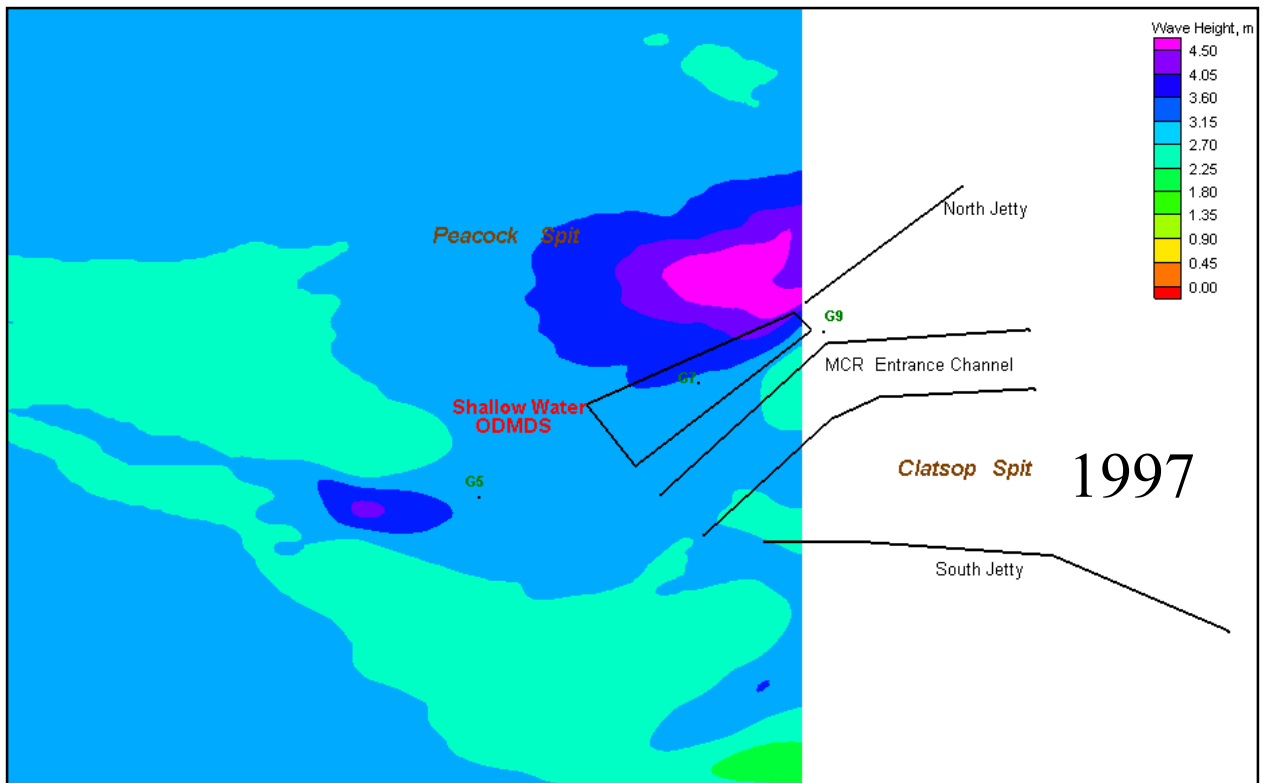 Wave Height, m
4.50
4.05
3.60
3.15
2.70
2.25
1.80
1.35
0.90
0.45
0.00
North Jetty
Peacock Spit
G9
MCR Entrance Channel
G7
Shallow Water
ODMDS
Clatsop Spit
1997
G5
South Jetty